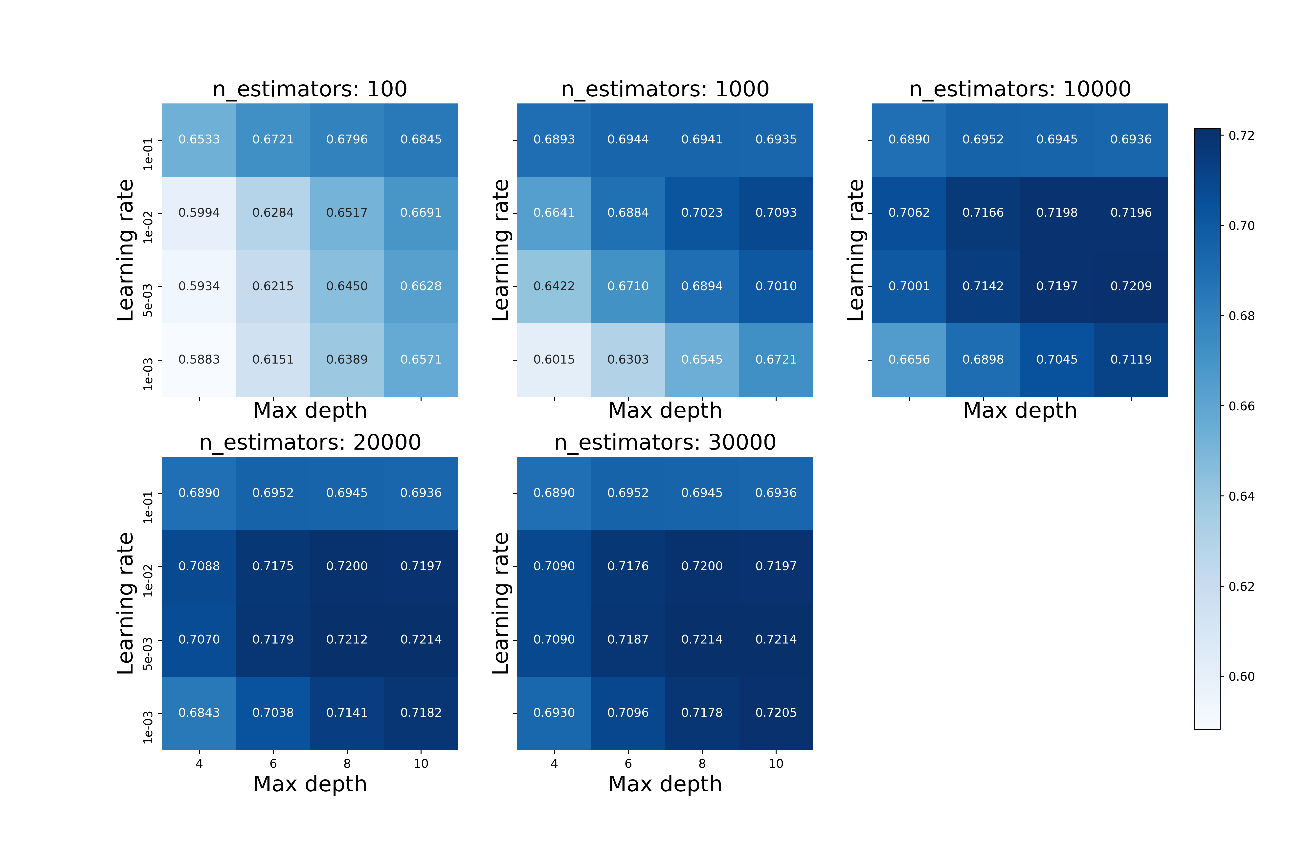 n_estimators: 100
n_estimators: 1000
n_estimators: 10000
Learning rate
1e-01
0.6533 0.6721 0.6796 0.6845
1e-02
0.5994 0.6284 0.6517 0.6691
5e-03
0.5934 0.6215 0.6450 0.6628
1e-03
0.5883 0.6151 0.6389 0.6571
Max depth
Learning rate
0.6893 0.6944 0.6941 0.6935
0.6641 0.6884 0.7023 0.7093
0.6422 0.6710 0.6894 0.7010
0.6015 0.6303 0.6545 0.6721
Max depth
Learning rate
0.6890 0.6952 0.6945 0.6936
0.7062 0.7166 0.7198 0.7196
0.7001 0.7142 0.7197 0.7209
0.6656 0.6898 0.7045 0.7119
Max depth
n_estimators: 20000
n_estimators: 30000
Learning rate
1e-01
0.6890 0.6952 0.6945 0.6936
1e-02
0.7088 0.7175 0.7200 0.7197
5e-03
0.7070 0.7179 0.7212 0.7214
1e-03
0.6843 0.7038 0.7141 0.7182
4 6 8 10
Max depth
Learning rate
0.6890 0.6952 0.6945 0.6936
0.7090 0.7176 0.7200 0.7197
0.7090 0.7187 0.7214 0.7214
0.6930 0.7096 0.7178 0.7205
4 6 8 10
Max depth
0.72
0.70
0.68
0.66
0.64
0.62
0.60